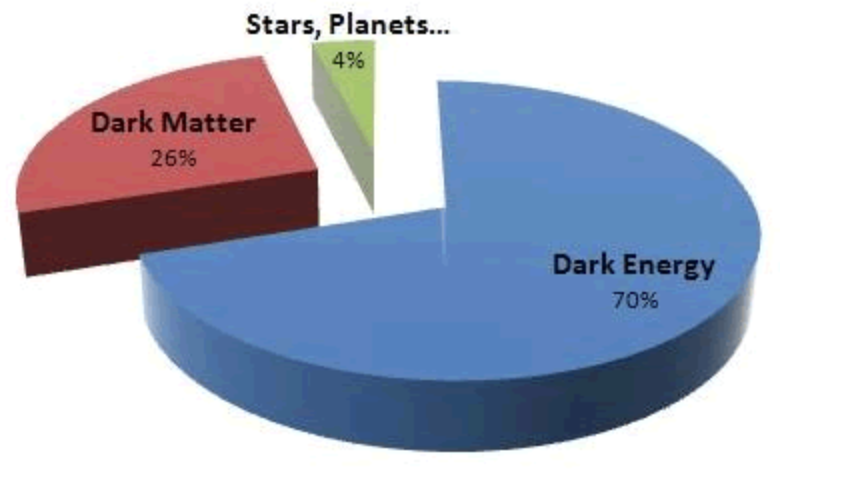 Stars, Planets...
4%
Dark Matter
26%
Dark Energy
70%